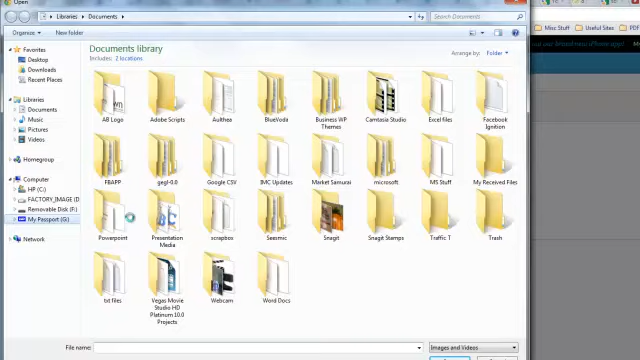 Open
Libraries ▸ Documents ▸
Search Documents
Misc Stuff
Useful Sites
PDF
Organize
New folder
Favorites
Desktop
Downloads
Recent Places
Libraries
Documents
Music
Pictures
Videos
Homegroup
Computer
HP (C:)
FACTORY_IMAGE (D
Removable Disk (F:)
My Passport (G:)
Network
Documents library
Includes: 2 locations
Arrange by: Folder
AB Logo
Adobe Scripts
Aulthea
BlueVoda
Business WP Themes
Camtasia Studio
Excel files
Facebook Ignition
FBAPP
gegl-0.0
Google CSV
IMC Updates
Market Samurai
microsoft
MS Stuff
My Received Files
Powerpoint
Presentation Media
scrapbox
Seesmic
Snagit
Snagit Stamps
Traffic T
Trash
txt files
Vegas Movie Studio HD Platinum 10.0 Projects
Webcam
Word Docs
File name:
Images and Videos